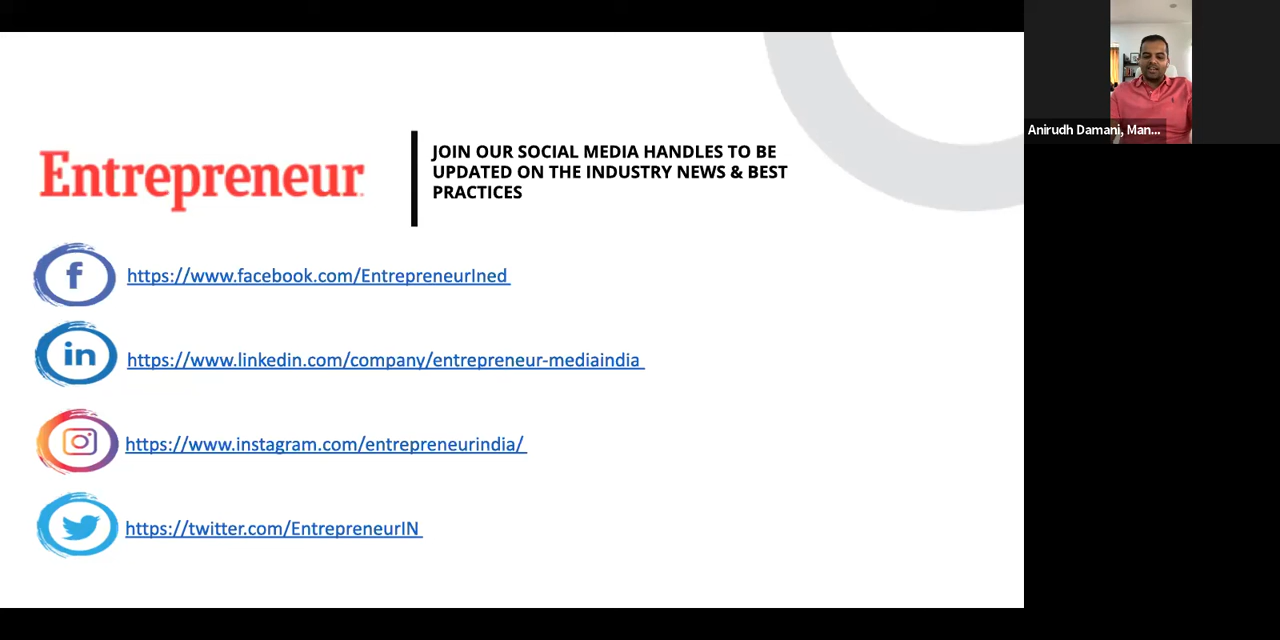 Entrepreneur
JOIN OUR SOCIAL MEDIA HANDLES TO BE
UPDATED ON THE INDUSTRY NEWS & BEST
PRACTICES
f
https://www.facebook.com/EntrepreneurIned
in
https://www.linkedin.com/company/entrepreneur-mediaindia
https://www.instagram.com/entrepreneurindia/
https://twitter.com/EntrepreneurIN
Anirudh Damani, Man...